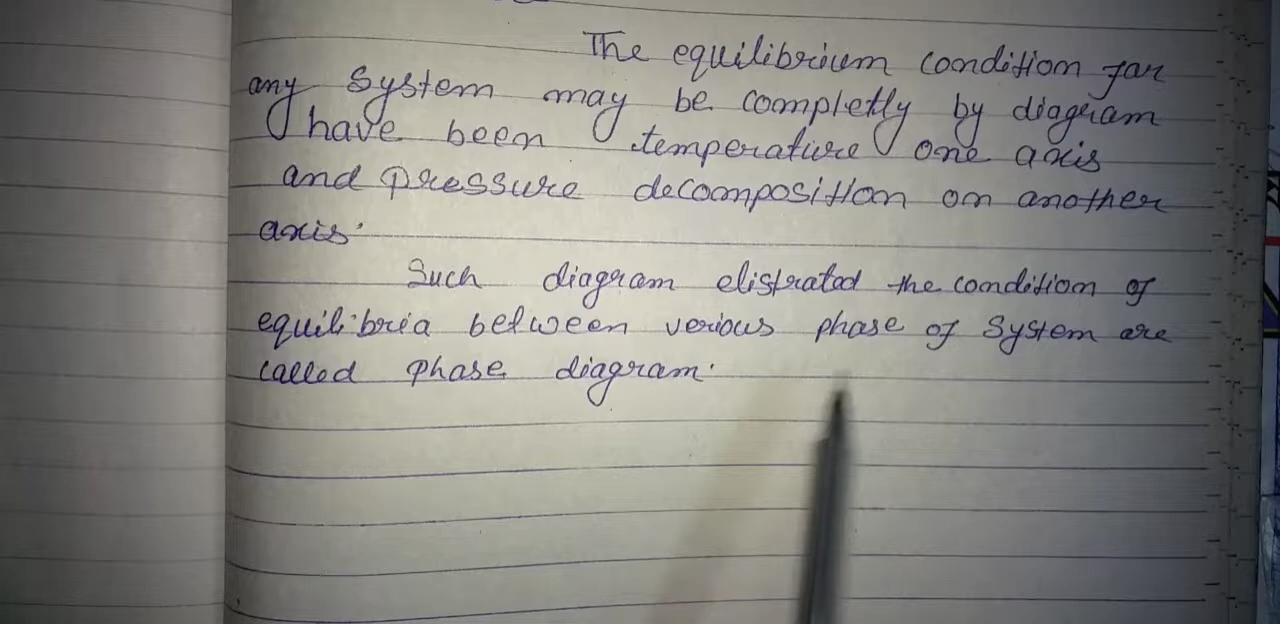 The equilibrium condition for
any System may be completly by diagram
have been temperature one axis
and pressure decomposition on another
axis.
Such diagram elistrated the condition of
equilibria between verious phase of System are
called phase diagram.